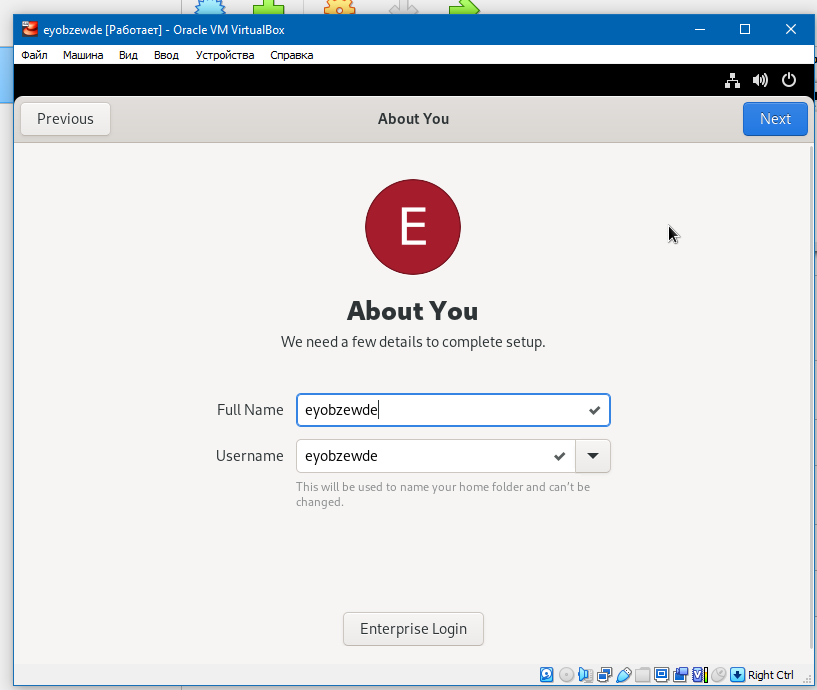 eyobzewde [Работает] - Oracle VM VirtualBox
Файл Машина Вид Ввод Устройства Справка
Previous About You Next
E
About You
We need a few details to complete setup.
Full Name eyobzewde
Username eyobzewde
This will be used to name your home folder and can't be
changed.
Enterprise Login
Right Ctrl